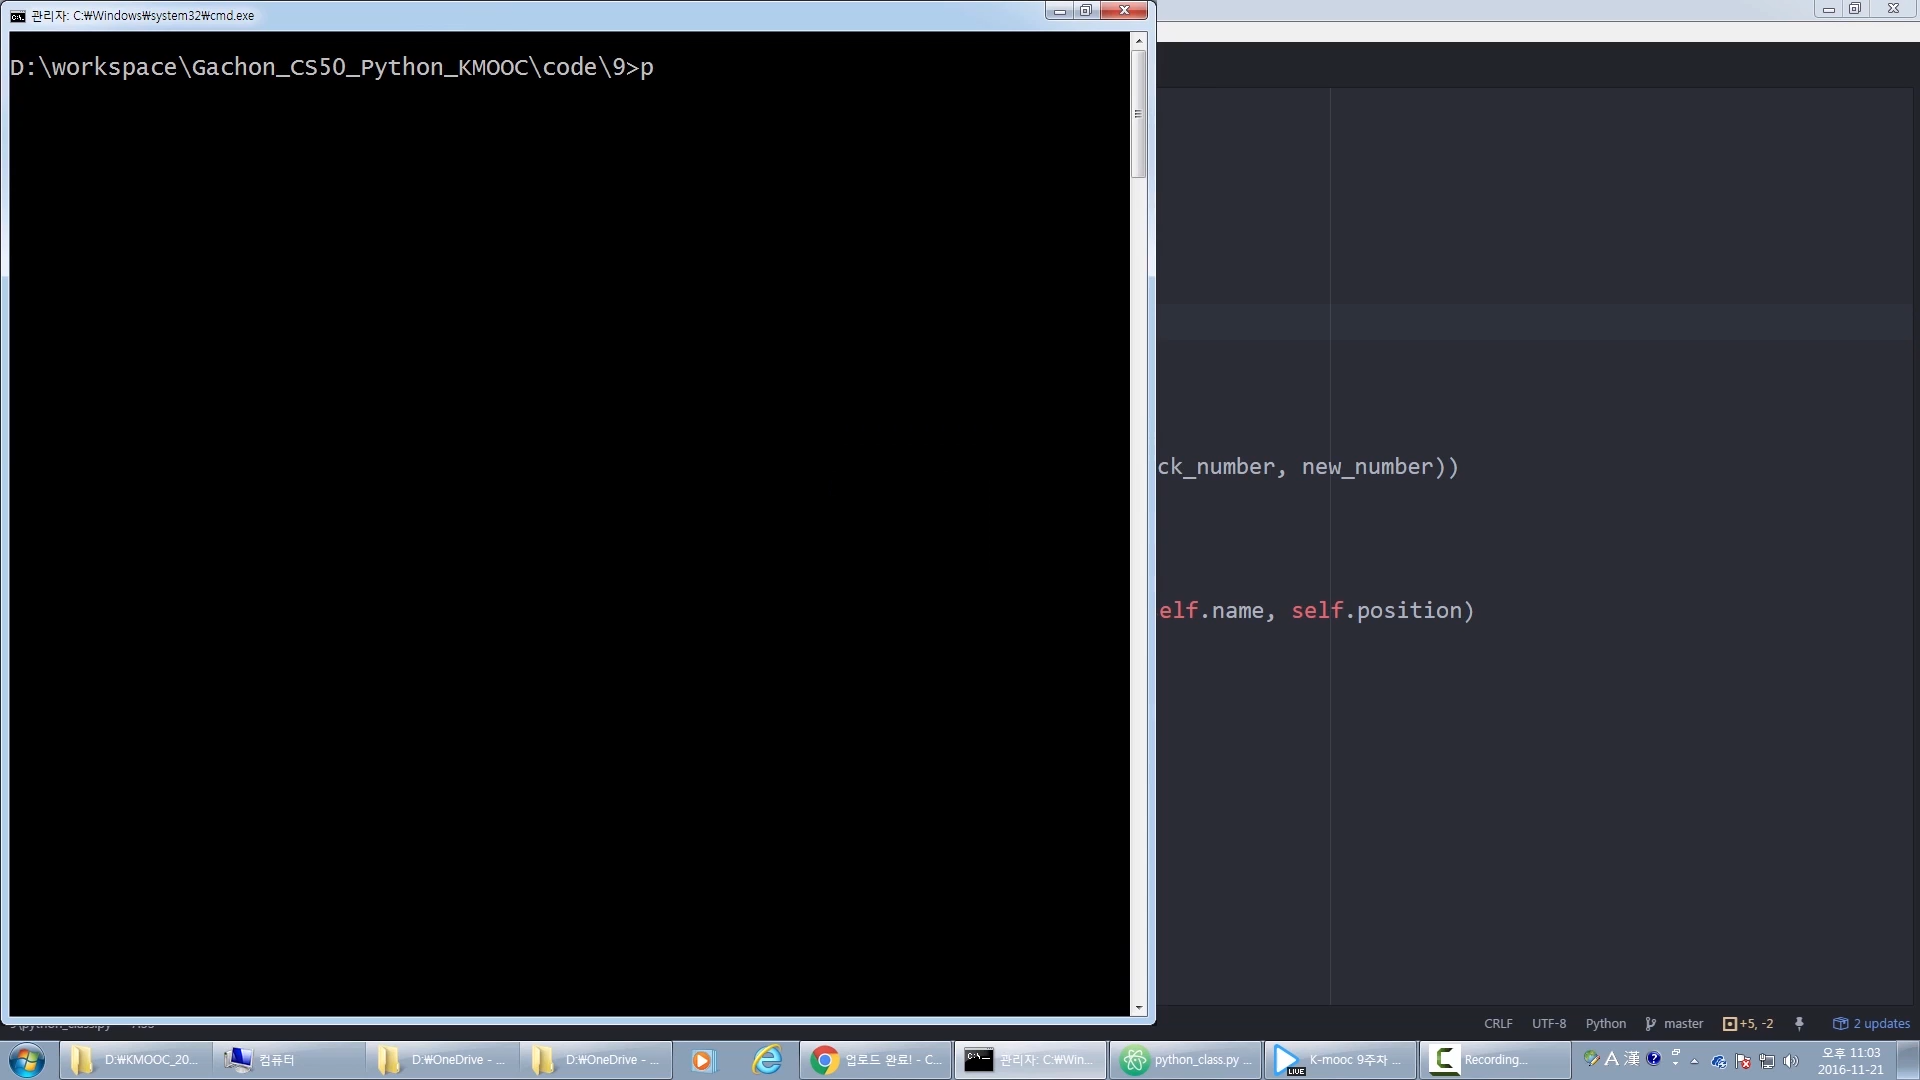 관리자: C:₩Windows₩system32₩cmd.exe
D:\workspace\Gachon_CS50_Python_KMOOC\code\9>p
ck_number, new_number))
elf.name, self.position)
CRLF UTF-8 Python master +5, -2 2 updates
D:₩KMOOC_20... 컴퓨터 D:₩OneDrive - ... D:₩OneDrive - ... 업로드 완료! - C... 관리자: C:₩Win... python_class.py ... LIVE K-mooc 9주차 ... Recording... A 漢 오후 11:03
2016-11-21